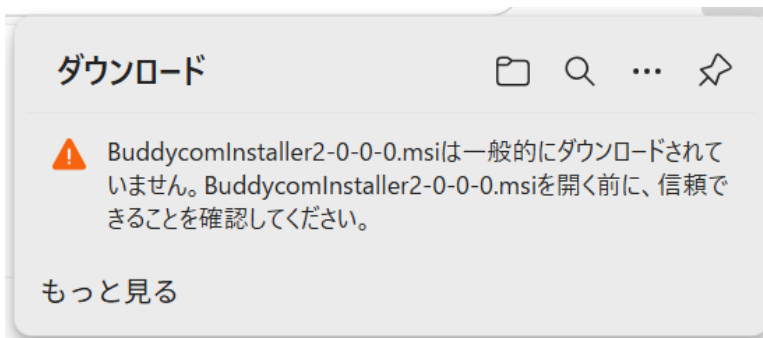 ダウンロード
BuddycomInstaller2-0-0-0.msiは一般的にダウンロードされて
いません。BuddycomInstaller2-0-0-0.msiを開く前に、信頼で
きることを確認してください。
もっと見る